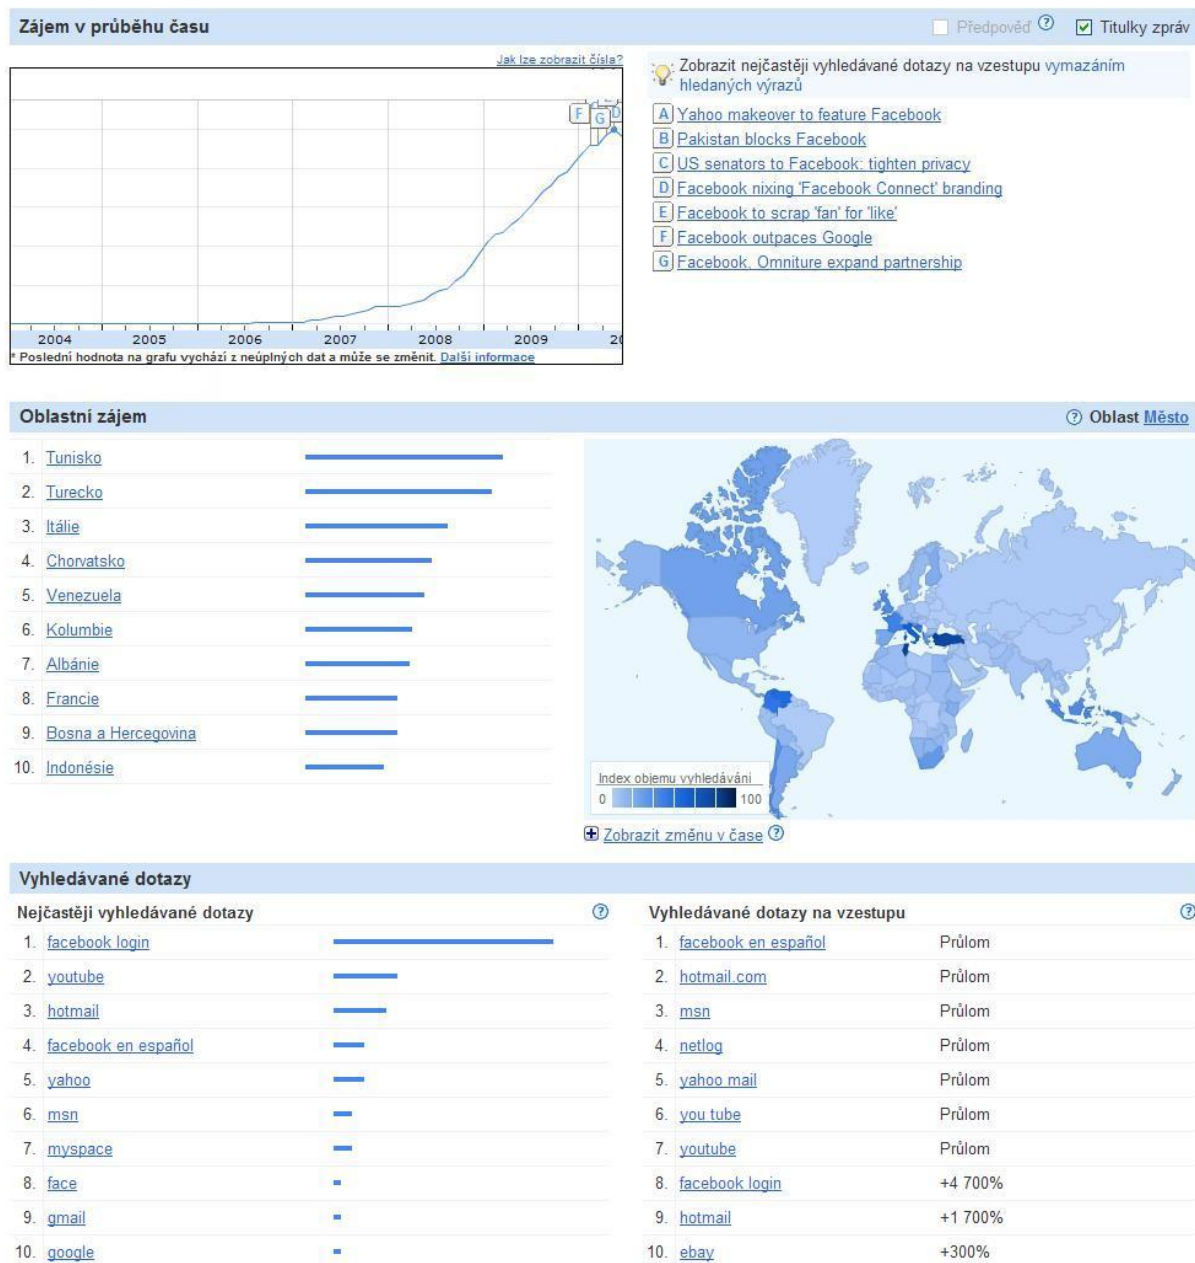 Zájem v průběhu času
Předpověď ? Titulky zpráv
Jak lze zobrazit čísla?
Zobrazit nejčastěji vyhledávané dotazy na vzestupu vymazáním
hledaných výrazů
A Yahoo makeover to feature Facebook
B Pakistan blocks Facebook
C US senators to Facebook: tighten privacy
D Facebook nixing 'Facebook Connect' branding
E Facebook to scrap 'fan' for 'like'
F Facebook outpaces Google
G Facebook, Omniture expand partnership
F G D
2004 2005 2006 2007 2008 2009 20
* Poslední hodnota na grafu vychází z neúplných dat a může se změnit. Další informace
Oblastní zájem
? Oblast Město
1. Tunisko
2. Turecko
3. Itálie
4. Chorvatsko
5. Venezuela
6. Kolumbie
7. Albánie
8. Francie
9. Bosna a Hercegovina
10. Indonésie
Index objemu vyhledávání
0 100
Zobrazit změnu v čase ?
Vyhledávané dotazy
Nejčastěji vyhledávané dotazy ?
1. facebook login
2. youtube
3. hotmail
4. facebook en español
5. yahoo
6. msn
7. myspace
8. face
9. gmail
10. google
Vyhledávané dotazy na vzestupu ?
1. facebook en español Průlom
2. hotmail.com Průlom
3. msn Průlom
4. netlog Průlom
5. yahoo mail Průlom
6. you tube Průlom
7. youtube Průlom
8. facebook login +4 700%
9. hotmail +1 700%
10. ebay +300%